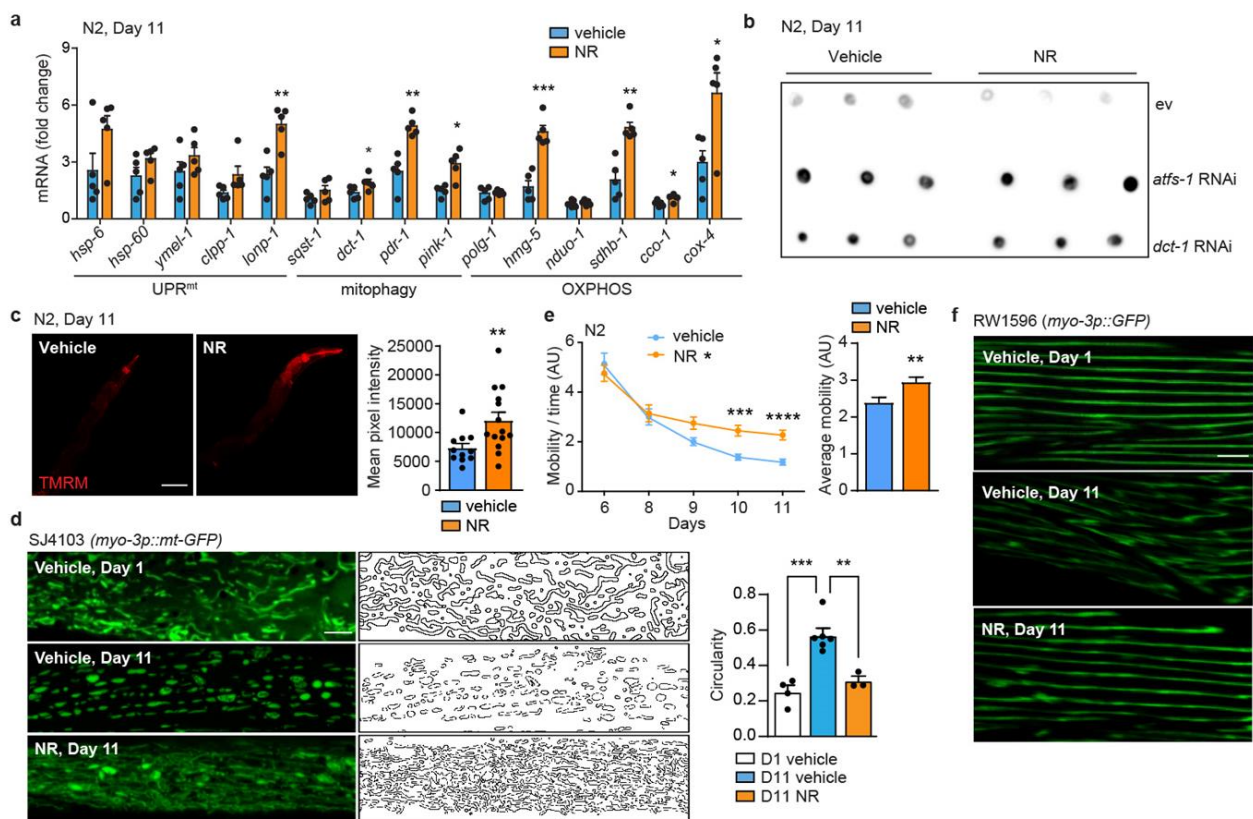 a
N2, Day 11
vehicle
NR
mRNA (fold change)
9
6
3
0
** * ** * *** ** * *
hsp-6 hsp-60 ymel-1 clpp-1 lonp-1 sqst-1 dct-1 pdr-1 pink-1 polg-1 hmg-5 nduo-1 sdhb-1 cco-1 cox-4
UPRmt mitophagy OXPHOS
b
N2, Day 11
Vehicle NR
ev
atfs-1 RNAi
dct-1 RNAi
c
N2, Day 11
Vehicle
NR
TMRM
Mean pixel intensity
25000
20000
15000
10000
5000
0
**
vehicle
NR
d
SJ4103 (myo-3p::mt-GFP)
Vehicle, Day 1
Vehicle, Day 11
NR, Day 11
Circularity
0.8
0.6
0.4
0.2
0.0
*** **
D1 vehicle
D11 vehicle
D11 NR
e
N2
vehicle
NR *
Mobility / time (AU)
6
4
2
0
*** ****
6 8 9 10 11
Days
vehicle
NR
Average mobility (AU)
4
3
2
1
0
**
f
RW1596 (myo-3p::GFP)
Vehicle, Day 1
Vehicle, Day 11
NR, Day 11